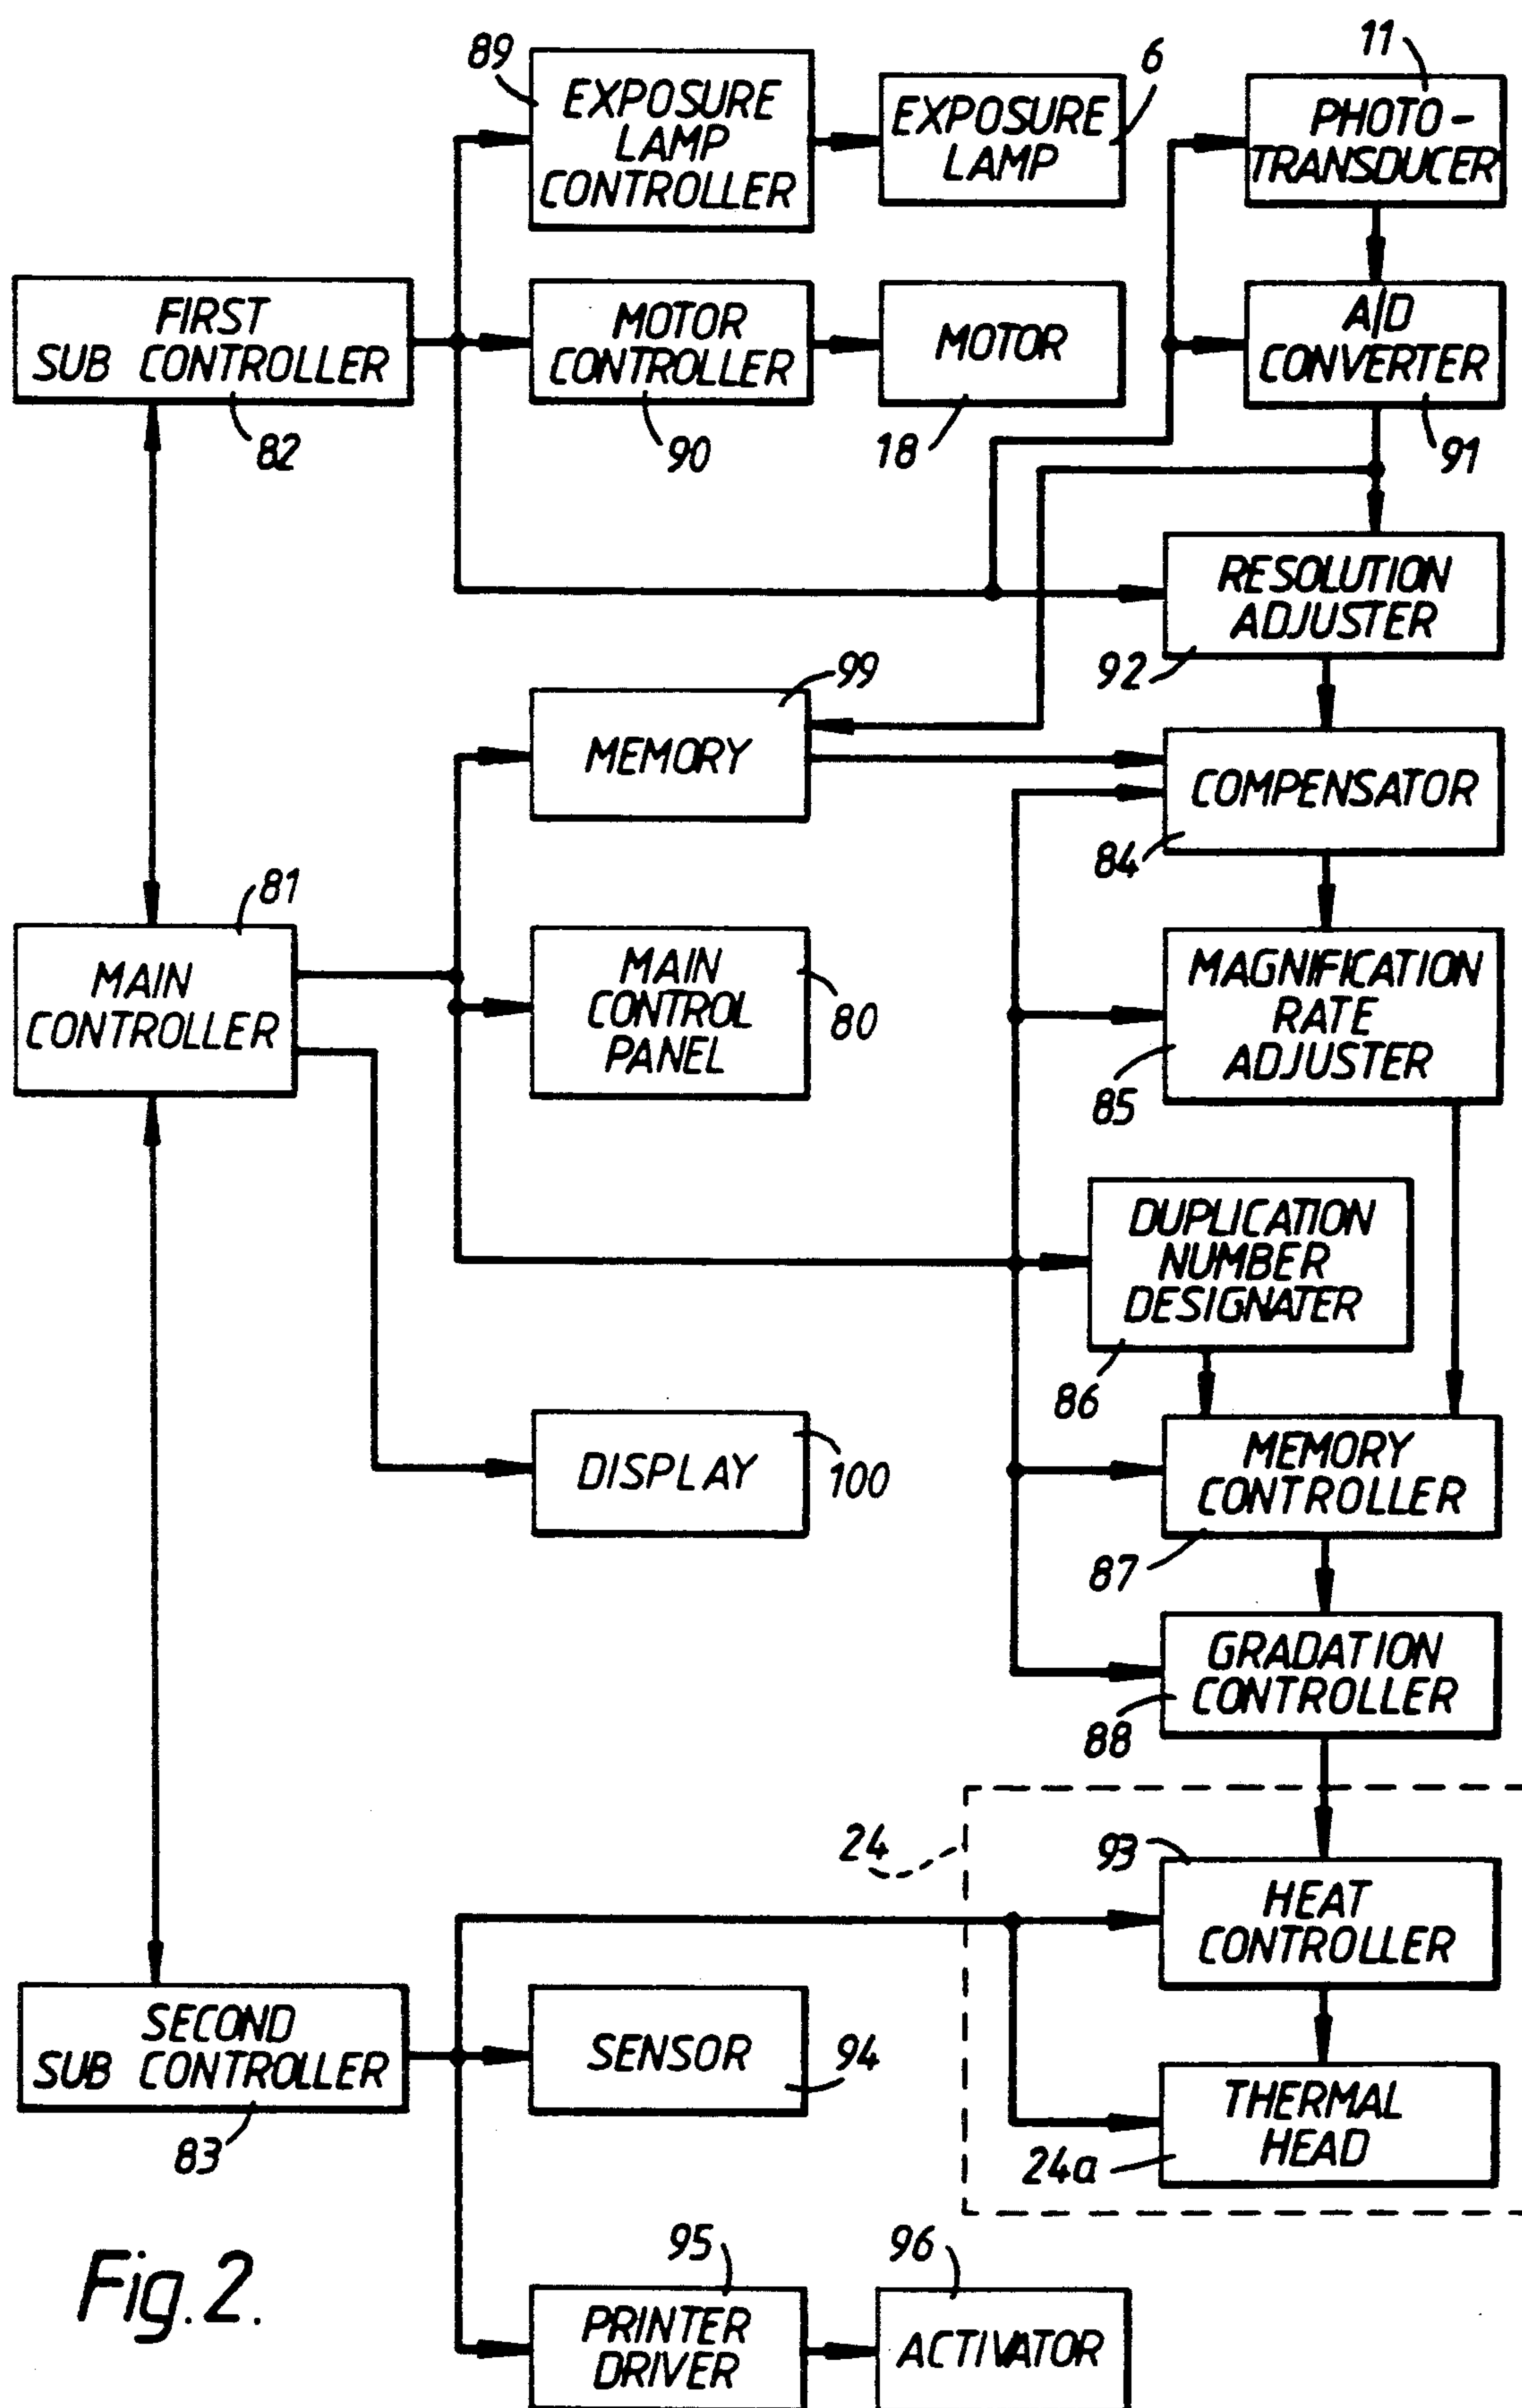 89
EXPOSURE
LAMP
CONTROLLER
EXPOSURE
LAMP
6
11
PHOTO-
TRANSDUCER
FIRST
SUB CONTROLLER
82
MOTOR
CONTROLLER
90
MOTOR
18
A/D
CONVERTER
91
RESOLUTION
ADJUSTER
92
99
MEMORY
COMPENSATOR
84
81
MAIN
CONTROLLER
MAIN
CONTROL
PANEL
80
MAGNIFICATION
RATE
ADJUSTER
85
DUPLICATION
NUMBER
DESIGNATER
86
DISPLAY
100
MEMORY
CONTROLLER
87
GRADATION
CONTROLLER
88
24
93
HEAT
CONTROLLER
SECOND
SUB CONTROLLER
83
SENSOR
94
THERMAL
HEAD
24a
95
PRINTER
DRIVER
96
ACTIVATOR
Fig. 2.